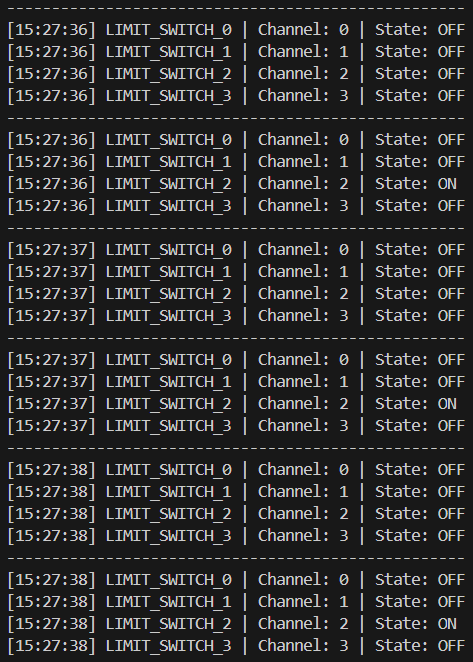 ----------------------------------------------------
[15:27:36] LIMIT_SWITCH_0 | Channel: 0 | State: OFF
[15:27:36] LIMIT_SWITCH_1 | Channel: 1 | State: OFF
[15:27:36] LIMIT_SWITCH_2 | Channel: 2 | State: OFF
[15:27:36] LIMIT_SWITCH_3 | Channel: 3 | State: OFF
----------------------------------------------------
[15:27:36] LIMIT_SWITCH_0 | Channel: 0 | State: OFF
[15:27:36] LIMIT_SWITCH_1 | Channel: 1 | State: OFF
[15:27:36] LIMIT_SWITCH_2 | Channel: 2 | State: ON
[15:27:36] LIMIT_SWITCH_3 | Channel: 3 | State: OFF
----------------------------------------------------
[15:27:37] LIMIT_SWITCH_0 | Channel: 0 | State: OFF
[15:27:37] LIMIT_SWITCH_1 | Channel: 1 | State: OFF
[15:27:37] LIMIT_SWITCH_2 | Channel: 2 | State: OFF
[15:27:37] LIMIT_SWITCH_3 | Channel: 3 | State: OFF
----------------------------------------------------
[15:27:37] LIMIT_SWITCH_0 | Channel: 0 | State: OFF
[15:27:37] LIMIT_SWITCH_1 | Channel: 1 | State: OFF
[15:27:37] LIMIT_SWITCH_2 | Channel: 2 | State: ON
[15:27:37] LIMIT_SWITCH_3 | Channel: 3 | State: OFF
----------------------------------------------------
[15:27:38] LIMIT_SWITCH_0 | Channel: 0 | State: OFF
[15:27:38] LIMIT_SWITCH_1 | Channel: 1 | State: OFF
[15:27:38] LIMIT_SWITCH_2 | Channel: 2 | State: OFF
[15:27:38] LIMIT_SWITCH_3 | Channel: 3 | State: OFF
----------------------------------------------------
[15:27:38] LIMIT_SWITCH_0 | Channel: 0 | State: OFF
[15:27:38] LIMIT_SWITCH_1 | Channel: 1 | State: OFF
[15:27:38] LIMIT_SWITCH_2 | Channel: 2 | State: ON
[15:27:38] LIMIT_SWITCH_3 | Channel: 3 | State: OFF